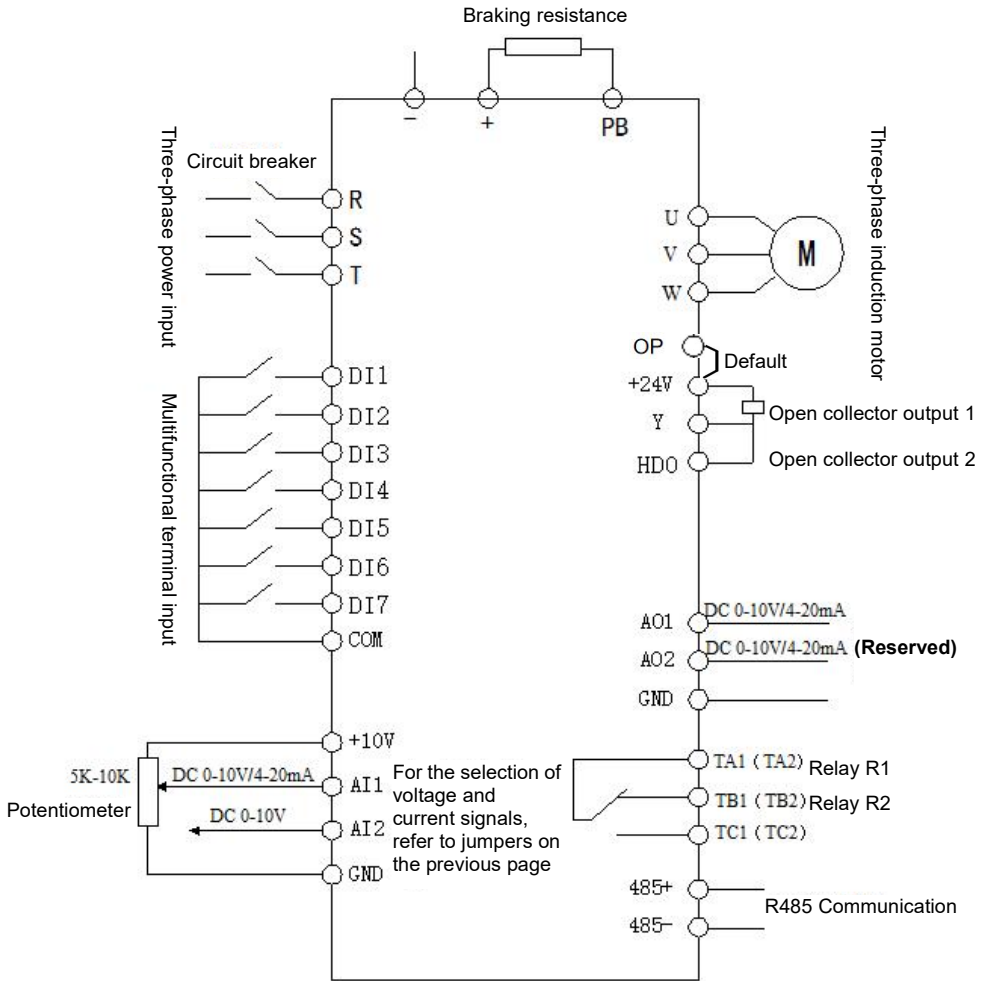 Braking resistance
−
+
PB
Three-phase power input
Circuit breaker
R
S
T
U
V
W
M
Three-phase induction motor
OP
Default
+24V
Y
HDO
Open collector output 1
Open collector output 2
Multifunctional terminal input
DI1
DI2
DI3
DI4
DI5
DI6
DI7
COM
AO1
DC 0-10V/4-20mA
AO2
DC 0-10V/4-20mA (Reserved)
GND
+10V
5K-10K
Potentiometer
DC 0-10V/4-20mA
AI1
DC 0-10V
AI2
GND
For the selection of
voltage and
current signals,
refer to jumpers on
the previous page
TA1 (TA2) Relay R1
TB1 (TB2) Relay R2
TC1 (TC2)
485+
485-
R485 Communication